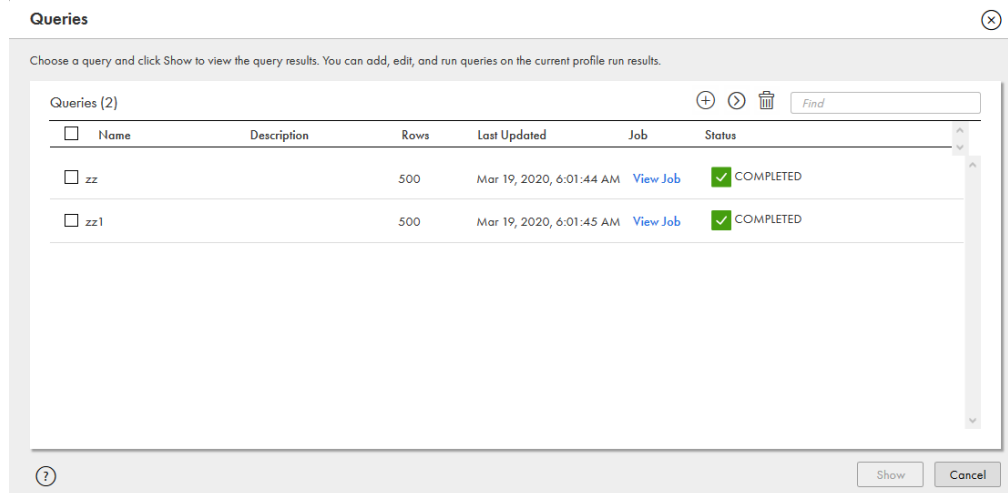 Queries
Choose a query and click Show to view the query results. You can add, edit, and run queries on the current profile run results.
Queries (2)
Find
Name Description Rows Last Updated Job Status
zz 500 Mar 19, 2020, 6:01:44 AM View Job COMPLETED
zz1 500 Mar 19, 2020, 6:01:45 AM View Job COMPLETED
? Show Cancel